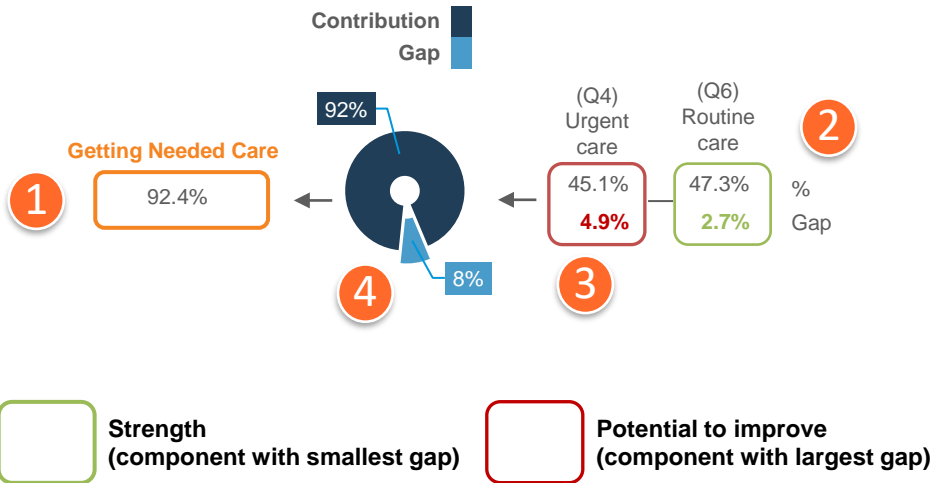 Contribution
Gap
92%
(Q4)
Urgent
care
(Q6)
Routine
care
2
Getting Needed Care
1
92.4%
45.1%
47.3%
%
4.9%
2.7%
Gap
4
8%
3
Strength
(component with smallest gap)
Potential to improve
(component with largest gap)